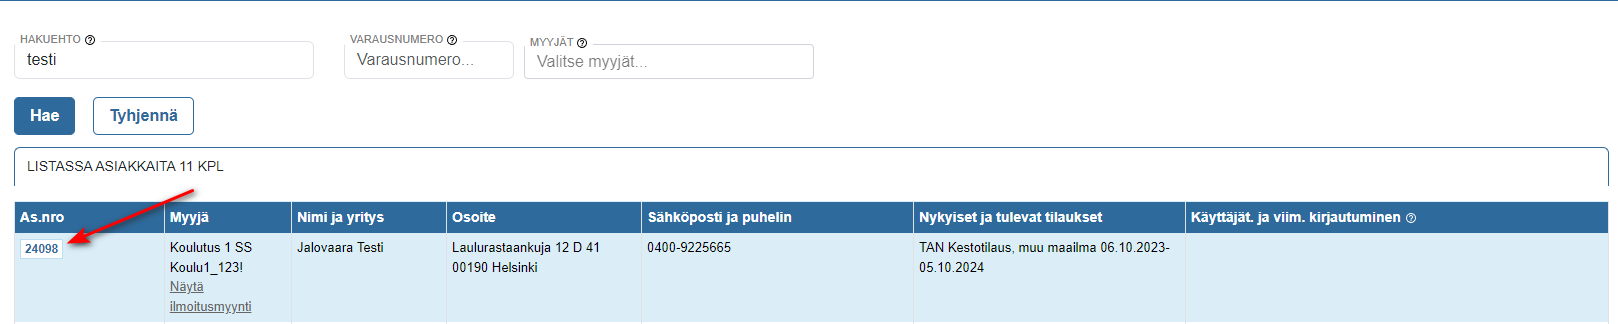 HAKUEHTO
testi
VARAUSNUMERO
Varausnumero...
MYYJÄT
Valitse myyjät...
Hae
Tyhjennä
LISTASSA ASIAKKAITA 11 KPL
As.nro
Myyjä
Nimi ja yritys
Osoite
Sähköposti ja puhelin
Nykyiset ja tulevat tilaukset
Käyttäjät. ja viim. kirjautuminen
24098
Koulutus 1 SS
Koulu1_123!
Näytä
ilmoitusmyynti
Jalovaara Testi
Laulurastaankuja 12 D 41
00190 Helsinki
0400-9225665
TAN Kestotilaus, muu maailma 06.10.2023-
05.10.2024